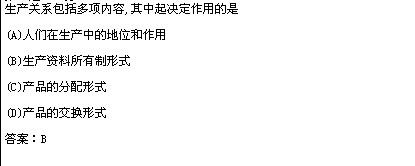 生产关系包括多项内容,其中起决定作用的是
(A)人们在生产中的地位和作用
(B)生产资料所有制形式
(C)产品的分配形式
(D)产品的交换形式
答案：B